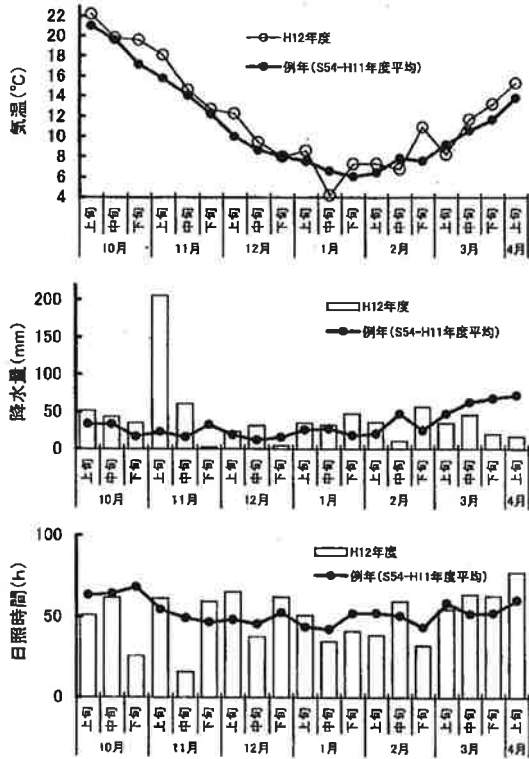 22
20
18
16
14
12
10
8
6
4
気温(℃)
H12年度
例年(S54-H11年度平均)
上旬 中旬 下旬 上旬 中旬 下旬 上旬 中旬 下旬 上旬 中旬 下旬 上旬 中旬 下旬 上旬 中旬 下旬 上旬
10月 11月 12月 1月 2月 3月 4月
200
150
100
50
0
降水量(mm)
H12年度
例年(S54-H11年度平均)
上旬 中旬 下旬 上旬 中旬 下旬 上旬 中旬 下旬 上旬 中旬 下旬 上旬 中旬 下旬 上旬 中旬 下旬 上旬
10月 11月 12月 1月 2月 3月 4月
100
50
0
日照時間(h)
H12年度
例年(S54-H11年度平均)
上旬 中旬 下旬 上旬 中旬 下旬 上旬 中旬 下旬 上旬 中旬 下旬 上旬 中旬 下旬 上旬 中旬 下旬 上旬
10月 11月 12月 1月 2月 3月 4月